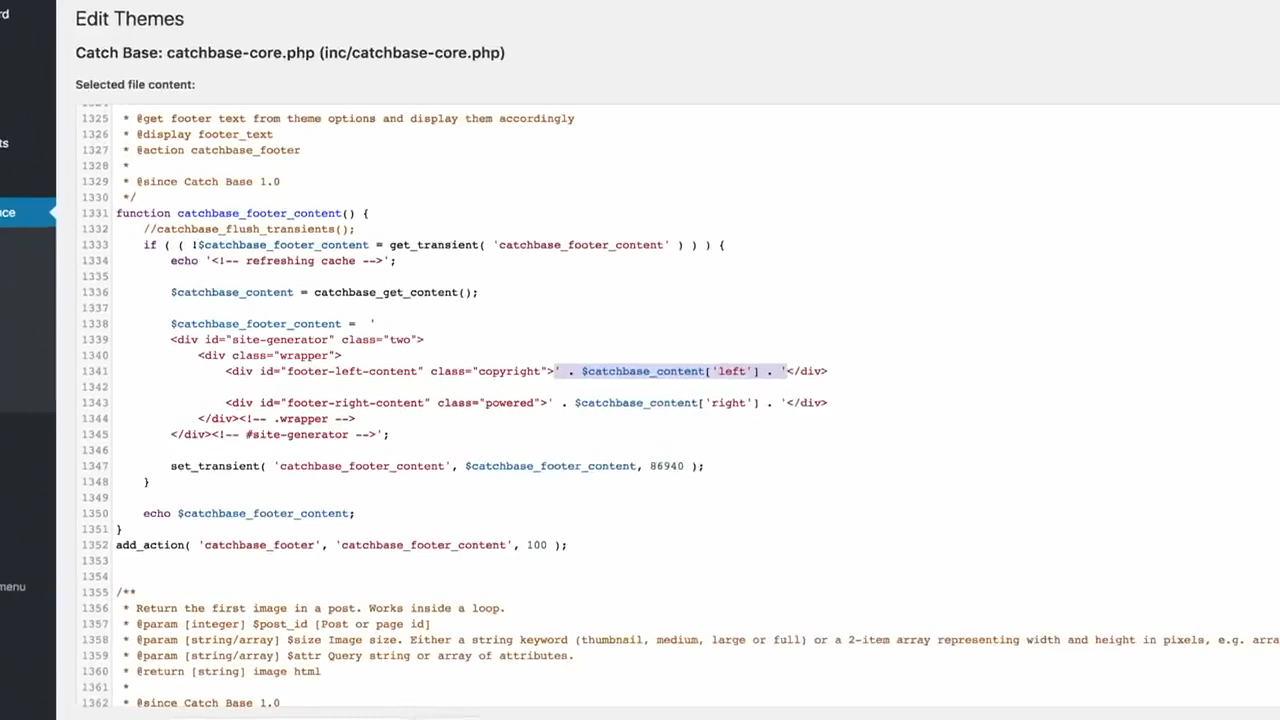 rd
Edit Themes
Catch Base: catchbase-core.php (inc/catchbase-core.php)
Selected file content:
ts
nce
menu
1325 * @get footer text from theme options and display them accordingly
1326 * @display footer_text
1327 * @action catchbase_footer
1328 *
1329 * @since Catch Base 1.0
1330 */
1331 function catchbase_footer_content() {
1332 //catchbase_flush_transients();
1333 if ( ( !$catchbase_footer_content = get_transient( 'catchbase_footer_content' ) ) ) {
1334 echo '<!-- refreshing cache -->';
1335
1336 $catchbase_content = catchbase_get_content();
1337
1338 $catchbase_footer_content = '
1339 <div id="site-generator" class="two">
1340 <div class="wrapper">
1341 <div id="footer-left-content" class="copyright">' . $catchbase_content['left'] . '</div>
1342
1343 <div id="footer-right-content" class="powered">' . $catchbase_content['right'] . '</div>
1344 </div><!-- .wrapper -->
1345 </div><!-- #site-generator -->';
1346
1347 set_transient( 'catchbase_footer_content', $catchbase_footer_content, 86940 );
1348 }
1349
1350 echo $catchbase_footer_content;
1351 }
1352 add_action( 'catchbase_footer', 'catchbase_footer_content', 100 );
1353
1354
1355 /**
1356 * Return the first image in a post. Works inside a loop.
1357 * @param [integer] $post_id [Post or page id]
1358 * @param [string/array] $size Image size. Either a string keyword (thumbnail, medium, large or full) or a 2-item array representing width and height in pixels, e.g. arra
1359 * @param [string/array] $attr Query string or array of attributes.
1360 * @return [string] image html
1361 *
1362 * @since Catch Base 1.0